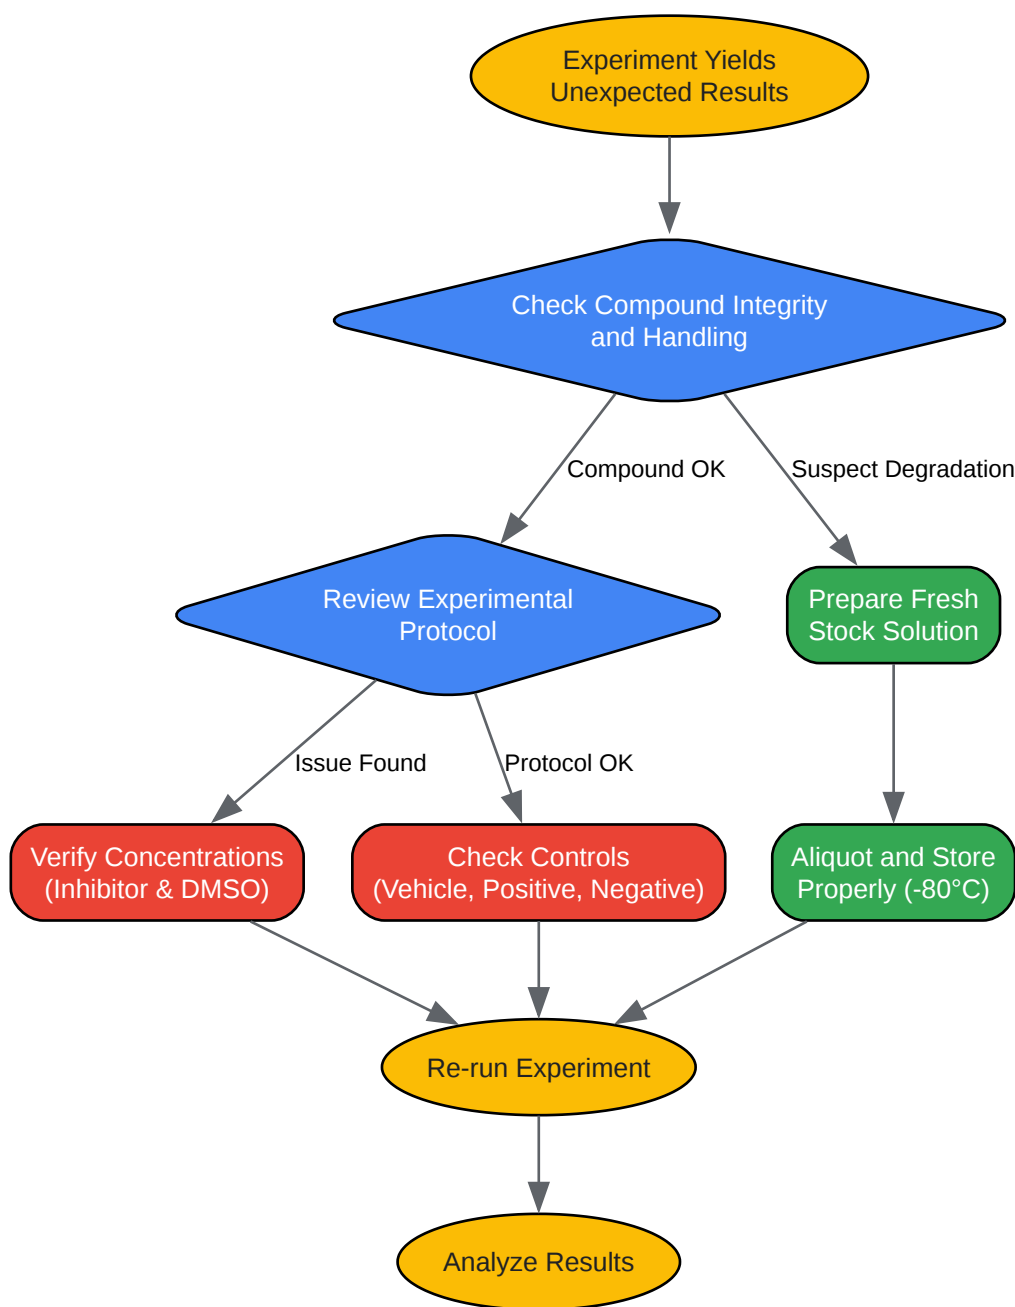 Experiment Yields
Unexpected Results
Check Compound Integrity
and Handling
Compound OK
Suspect Degradation
Review Experimental
Protocol
Prepare Fresh
Stock Solution
Issue Found
Protocol OK
Verify Concentrations
(Inhibitor & DMSO)
Check Controls
(Vehicle, Positive, Negative)
Aliquot and Store
Properly (-80°C)
Re-run Experiment
Analyze Results